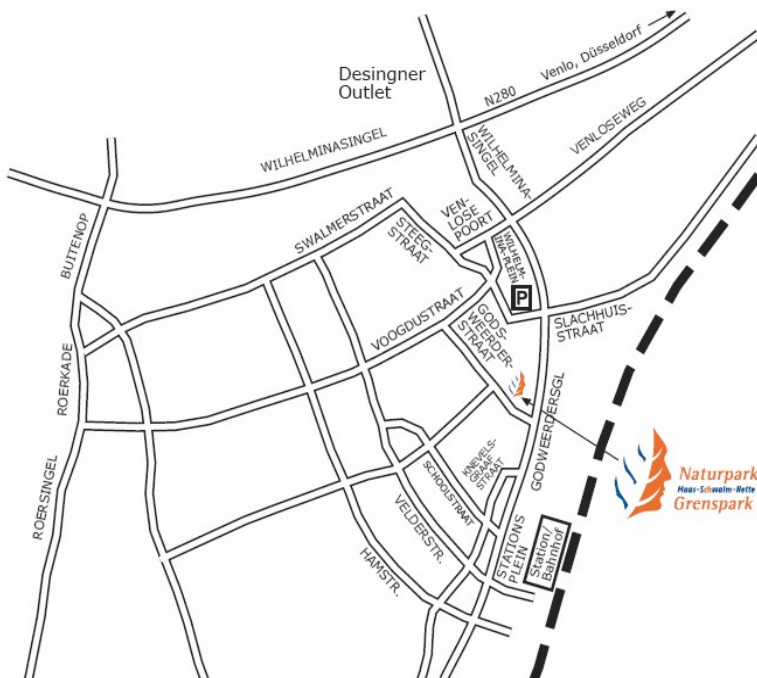 Desingner
Outlet
Venlo, Düsseldorf
N280
WILHELMINASINGEL
WILHELMINA-
SINGEL
VENLOSEWEG
BUITENOP
SWALMERSTRAAT
STEEG-
STRAAT
VEN-
LOSE
POORT
WILHELM-
INA-PLEIN
P
SLACHHUIS-
STRAAT
VOOGDUSTRAAT
GODS-
WEERDER-
STRAAT
ROERKADE
ROERSINGEL
GODWEERDERSGL
KNEVELS-
GRAAF
STRAAT
SCHOOLSTRAAT
VELDERSTR.
HAMSTR.
STATIONS
PLEIN
Station/
Bahnhof
Naturpark
Maas-Schwalm-Nette
Grenspark